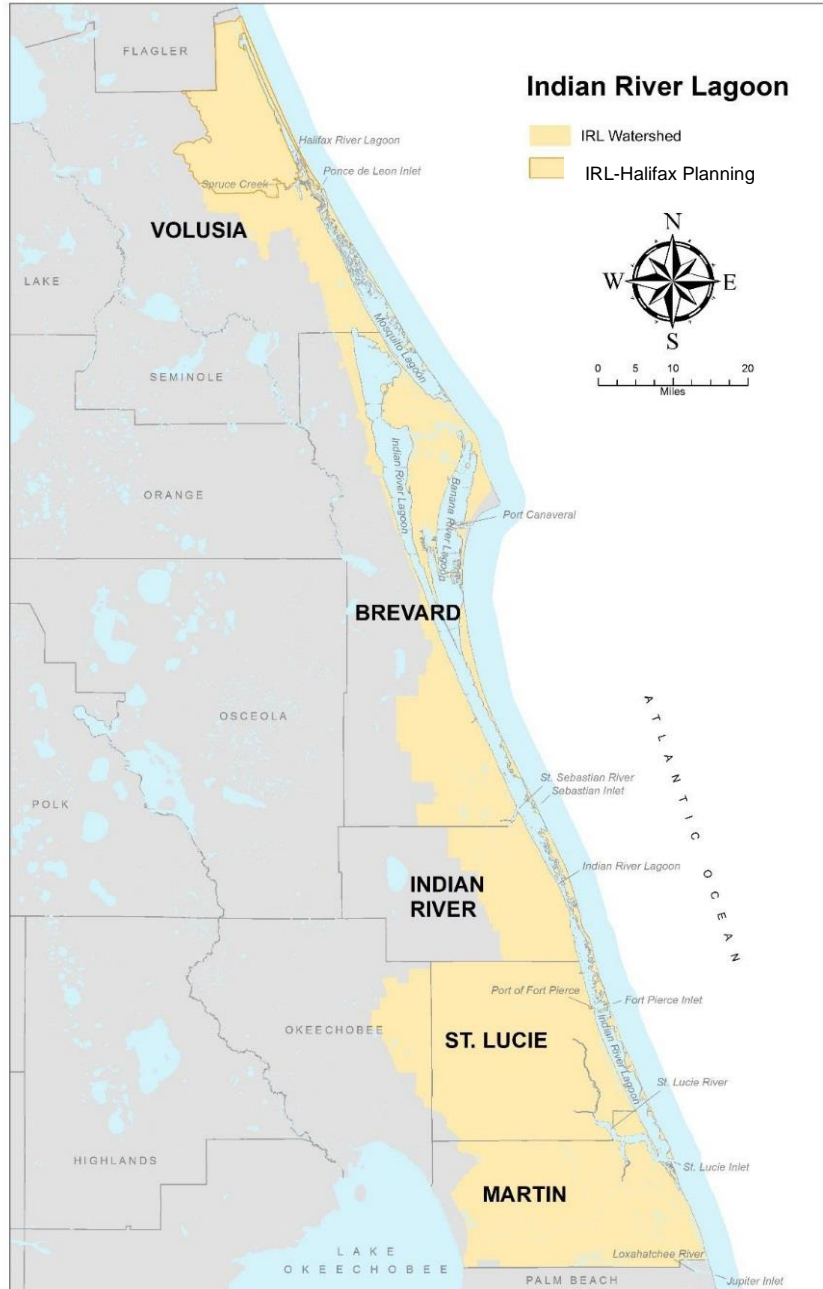 Indian River Lagoon
IRL Watershed
IRL-Halifax Planning
N
W
E
S
0 5 10 20
Miles
FLAGLER
Halifax River Lagoon
Ponce de Leon Inlet
Spruce Creek
VOLUSIA
LAKE
Mosquito Lagoon
SEMINOLE
Indian River Lagoon
Banana River Lagoon
ORANGE
Port Canaveral
BREVARD
OSCEOLA
ATLANTIC OCEAN
St. Sebastian River
Sebastian Inlet
POLK
Indian River Lagoon
INDIAN
RIVER
Port of Fort Pierce
Fort Pierce Inlet
OKEECHOBEE
Indian River Lagoon
ST. LUCIE
St. Lucie River
HIGHLANDS
St. Lucie Inlet
MARTIN
LAKE
OKEECHOBEE
Loxahatchee River
PALM BEACH
Jupiter Inlet